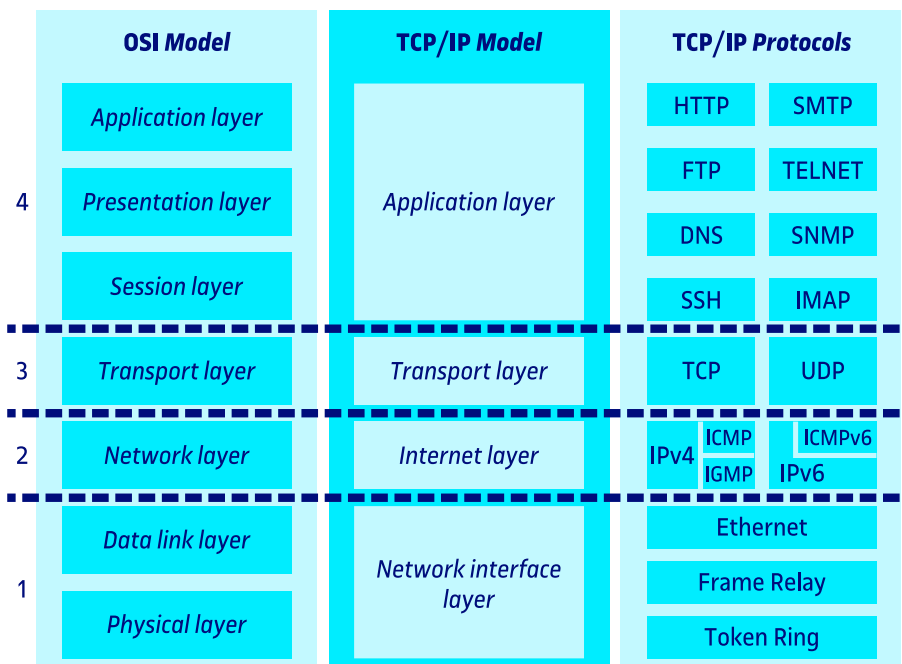 OSI Model
TCP/IP Model
TCP/IP Protocols
4
Application layer
Presentation layer
Session layer
Application layer
HTTP
SMTP
FTP
TELNET
DNS
SNMP
SSH
IMAP
3
Transport layer
Transport layer
TCP
UDP
2
Network layer
Internet layer
IPv4
ICMP
IGMP
ICMPv6
IPv6
1
Data link layer
Physical layer
Network interface
layer
Ethernet
Frame Relay
Token Ring